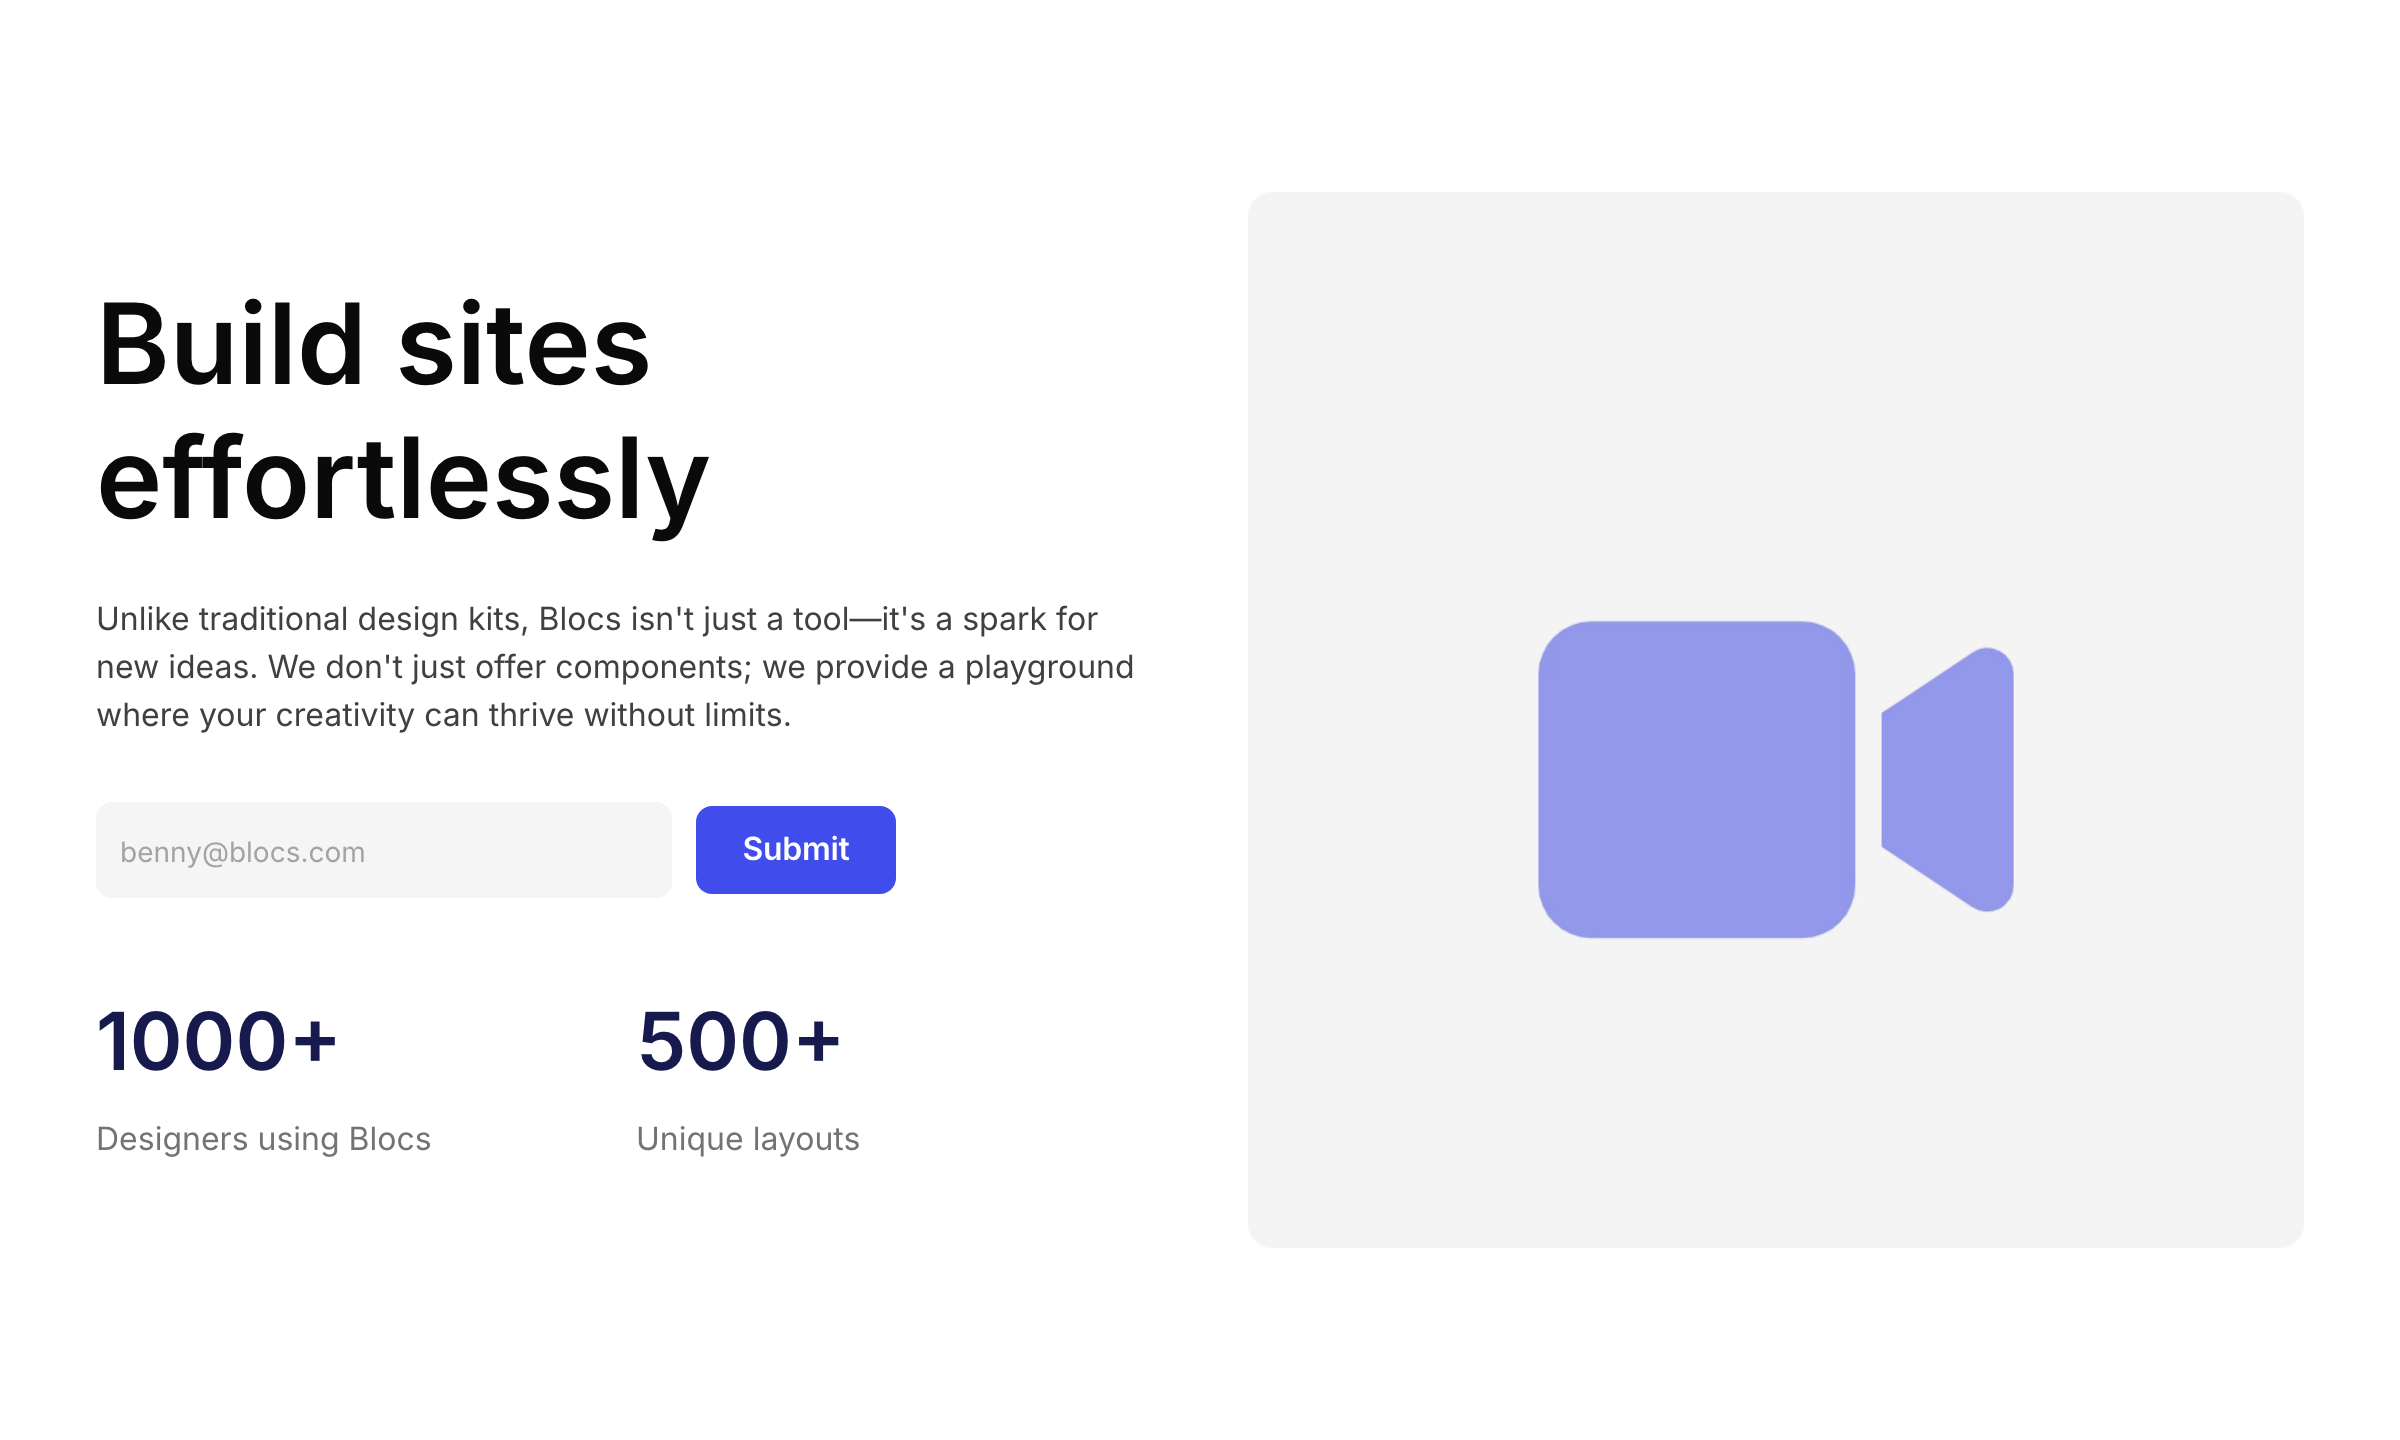 Build sites
effortlessly
Unlike traditional design kits, Blocs isn't just a tool—it's a spark for
new ideas. We don't just offer components; we provide a playground
where your creativity can thrive without limits.
benny@blocs.com
Submit
1000+
500+
Designers using Blocs
Unique layouts